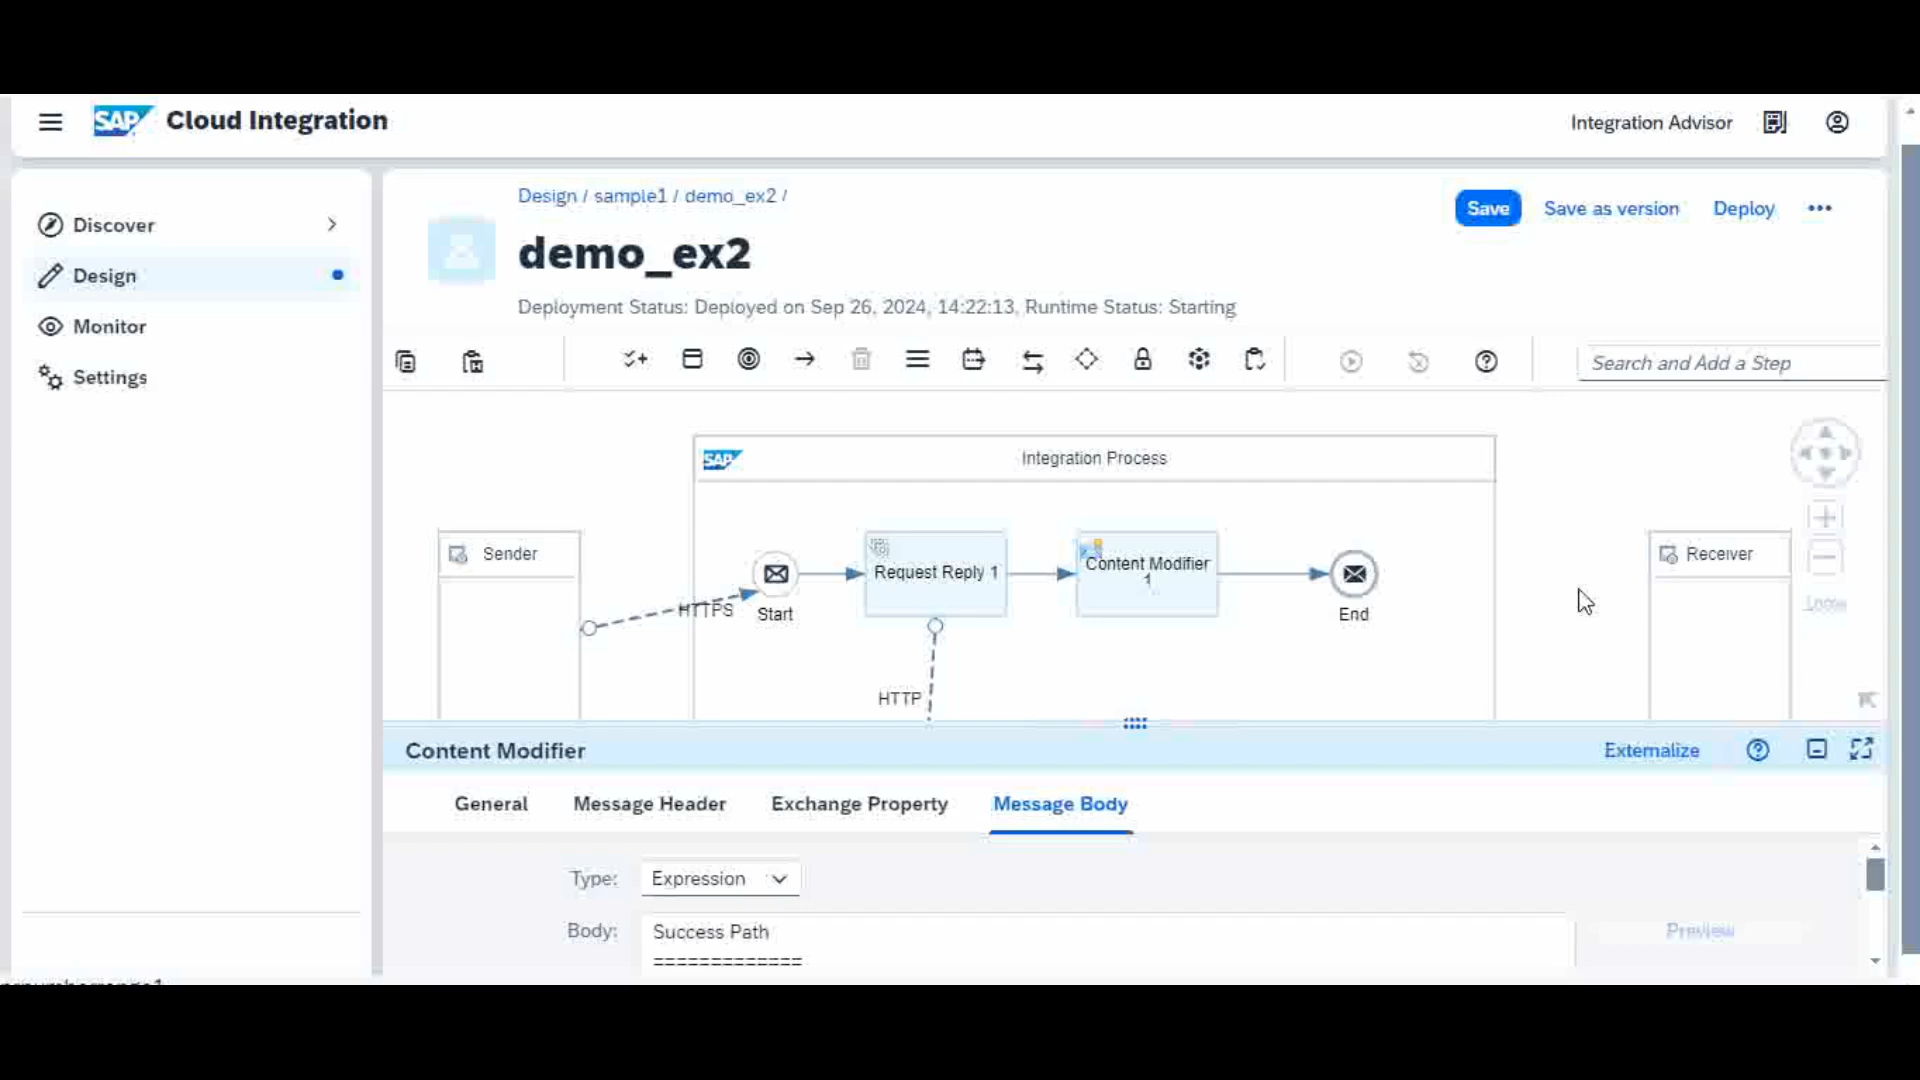 SAP Cloud Integration
Integration Advisor
Discover
Design
Monitor
Settings
Design / sample1 / demo_ex2 /
Save
Save as version
Deploy
demo_ex2
Deployment Status: Deployed on Sep 26, 2024, 14:22:13, Runtime Status: Starting
Search and Add a Step
SAP
Integration Process
Sender
HTTPS
Start
Request Reply 1
Content Modifier
1
End
Receiver
HTTP
Content Modifier
Externalize
General
Message Header
Exchange Property
Message Body
Type:
Expression
Body:
Success Path
=============
Preview